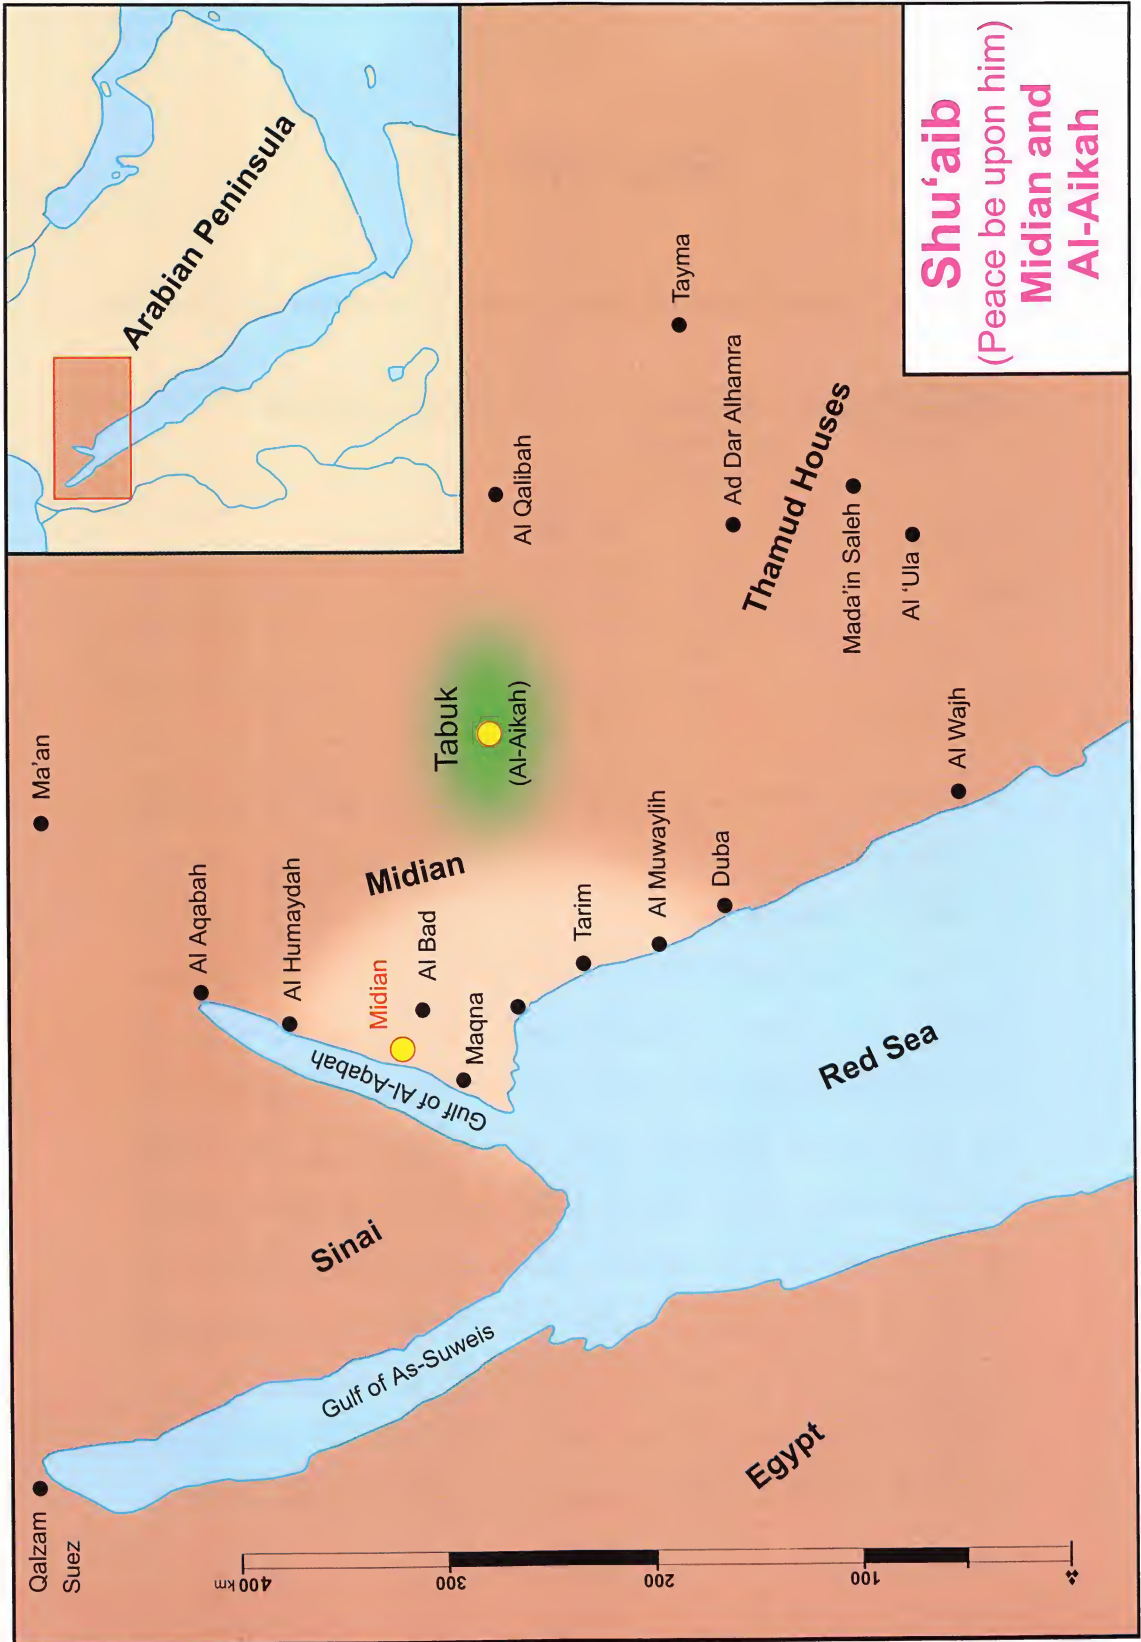 Shu‘aib
(Peace be upon him)
Midian and
Al-Aikah
Arabian Peninsula
Qalzam
Suez
Ma’an
Al Aqabah
Al Humaydah
Midian
Midian
Al Bad
Maqna
Gulf of Al-Aqabah
Tabuk
(Al-Aikah)
Al Qalibah
Tarim
Al Muwaylih
Duba
Tayma
Ad Dar Alhamra
Thamud Houses
Mada’in Saleh
Al ‘Ula
Al Wajh
Sinai
Gulf of As-Suweis
Red Sea
Egypt
100
200
300
400 km